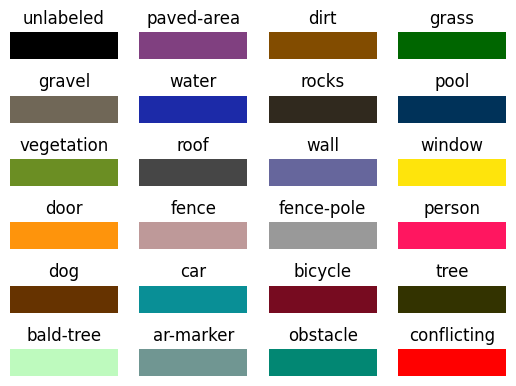 unlabeled paved-area dirt grass
gravel water rocks pool
vegetation roof wall window
door fence fence-pole person
dog car bicycle tree
bald-tree ar-marker obstacle conflicting